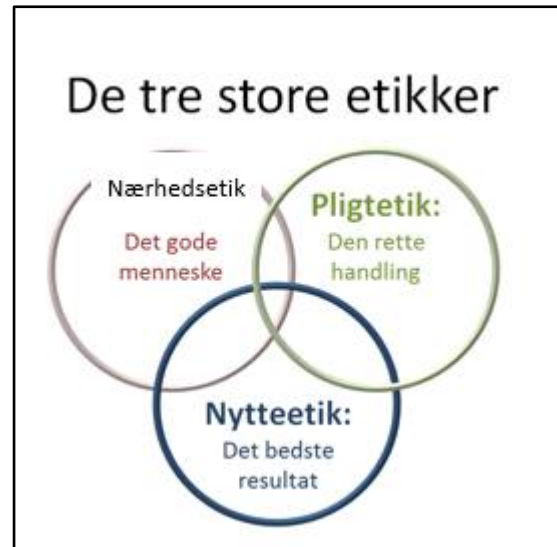 De tre store etikker
Nærhedsetik
Det gode
menneske
Pligtetik:
Den rette
handling
Nytteetik:
Det bedste
resultat